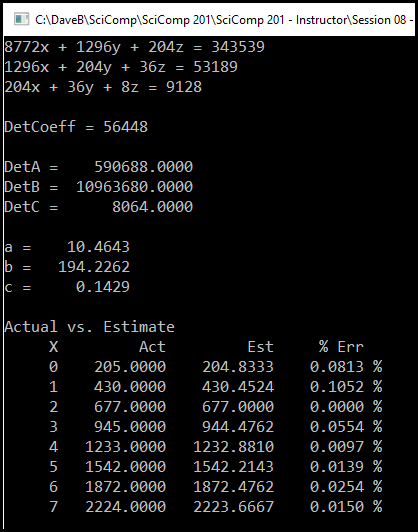 C:\DaveB\SciComp\SciComp 201\SciComp 201 - Instructor\Session 08 -
8772x + 1296y + 204z = 343539
1296x + 204y + 36z = 53189
204x + 36y + 8z = 9128
DetCoeff = 56448
DetA = 590688.0000
DetB = 10963680.0000
DetC = 8064.0000
a = 10.4643
b = 194.2262
c = 0.1429
Actual vs. Estimate
X Act Est % Err
0 205.0000 204.8333 0.0813 %
1 430.0000 430.4524 0.1052 %
2 677.0000 677.0000 0.0000 %
3 945.0000 944.4762 0.0554 %
4 1233.0000 1232.8810 0.0097 %
5 1542.0000 1542.2143 0.0139 %
6 1872.0000 1872.4762 0.0254 %
7 2224.0000 2223.6667 0.0150 %